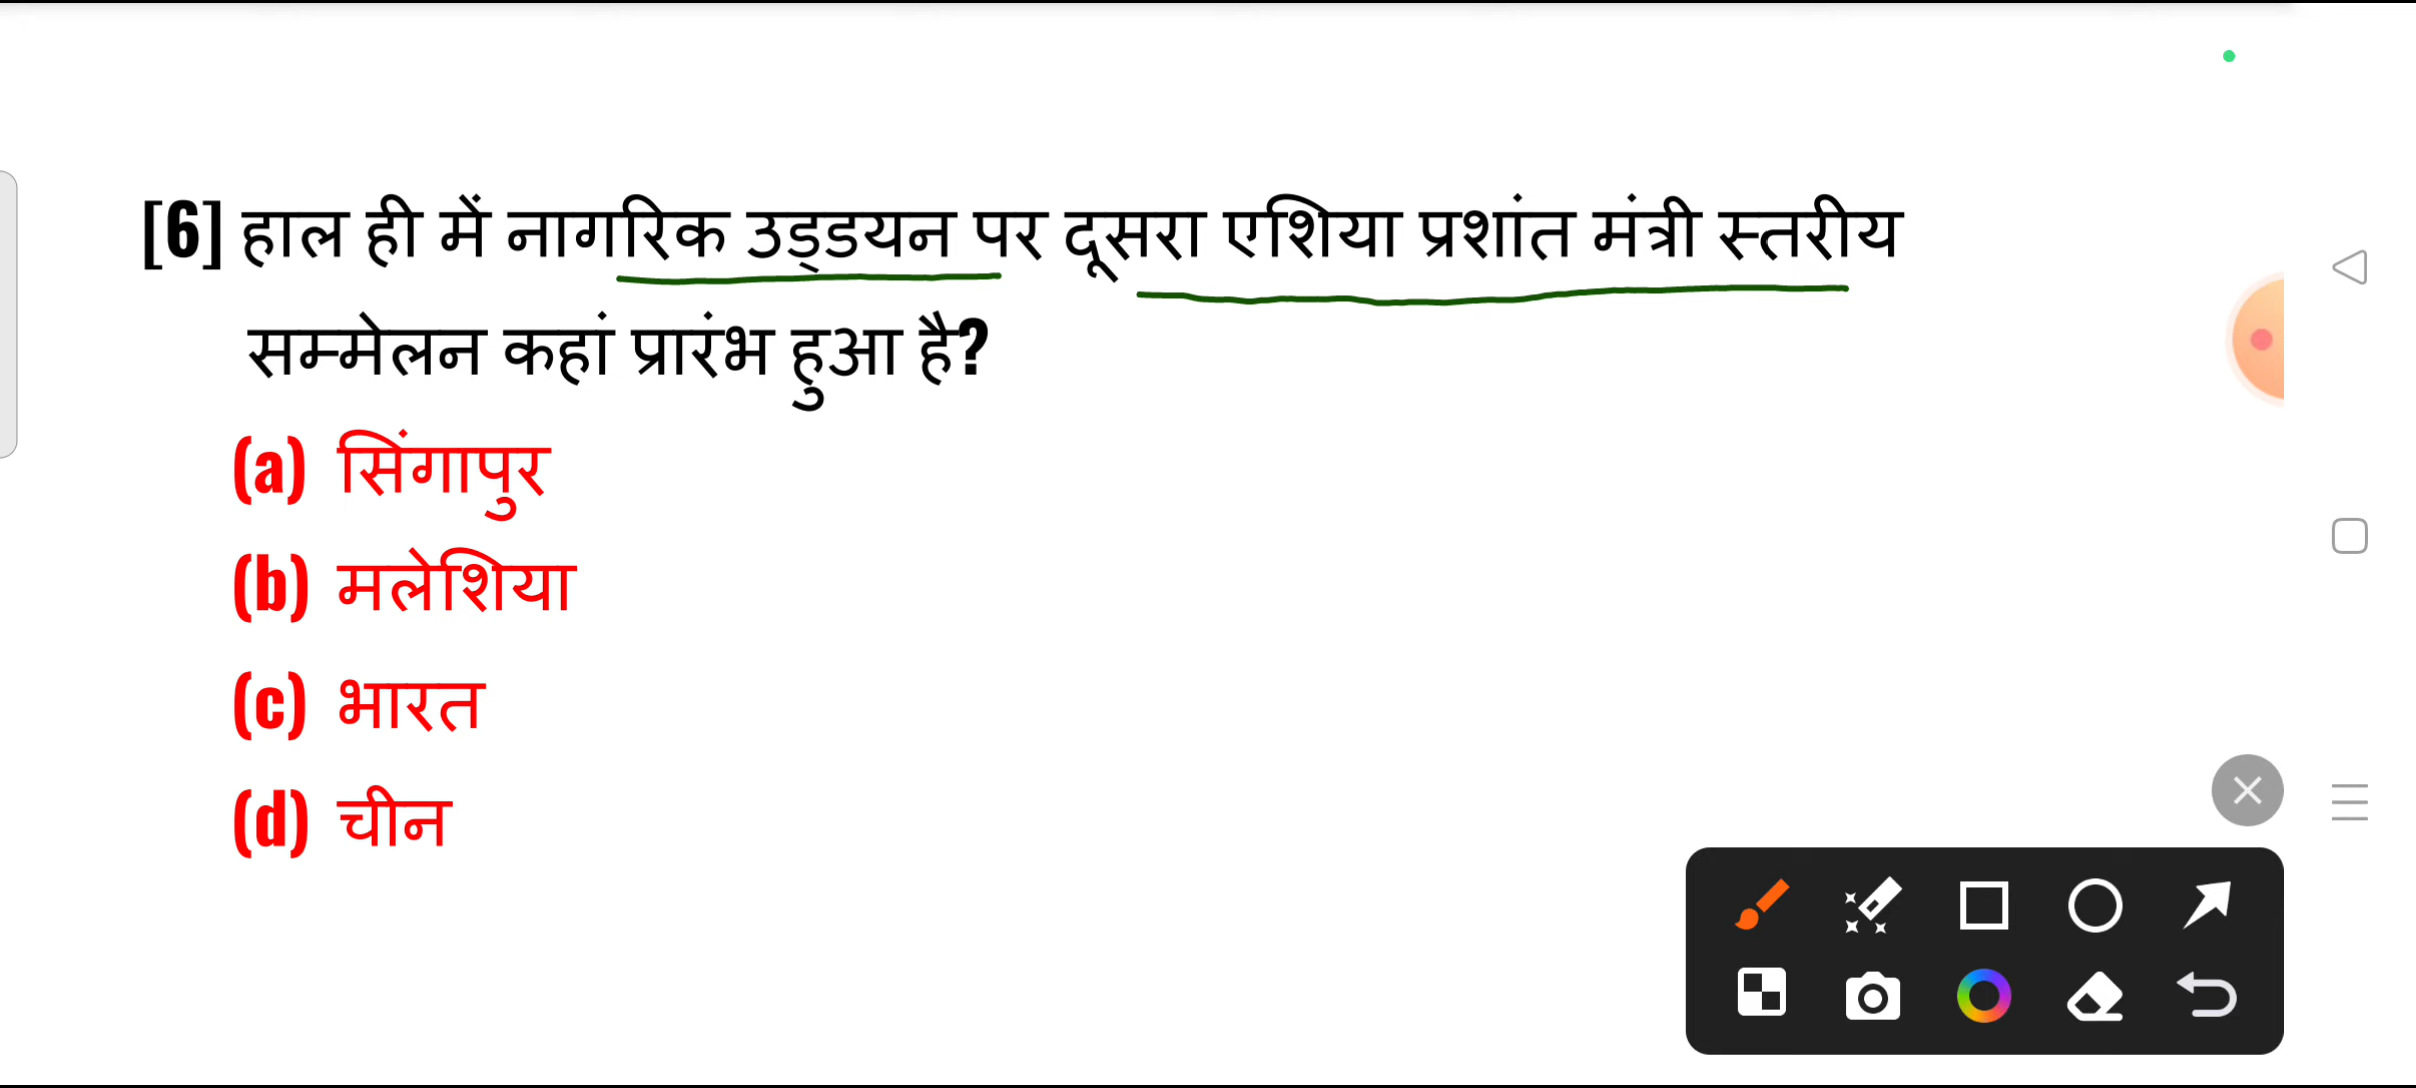 [6] हाल ही में नागरिक उड्डयन पर दूसरा एशिया प्रशांत मंत्री स्तरीय
सम्मेलन कहां प्रारंभ हुआ है?
(a) सिंगापुर
(b) मलेशिया
(c) भारत
(d) चीन